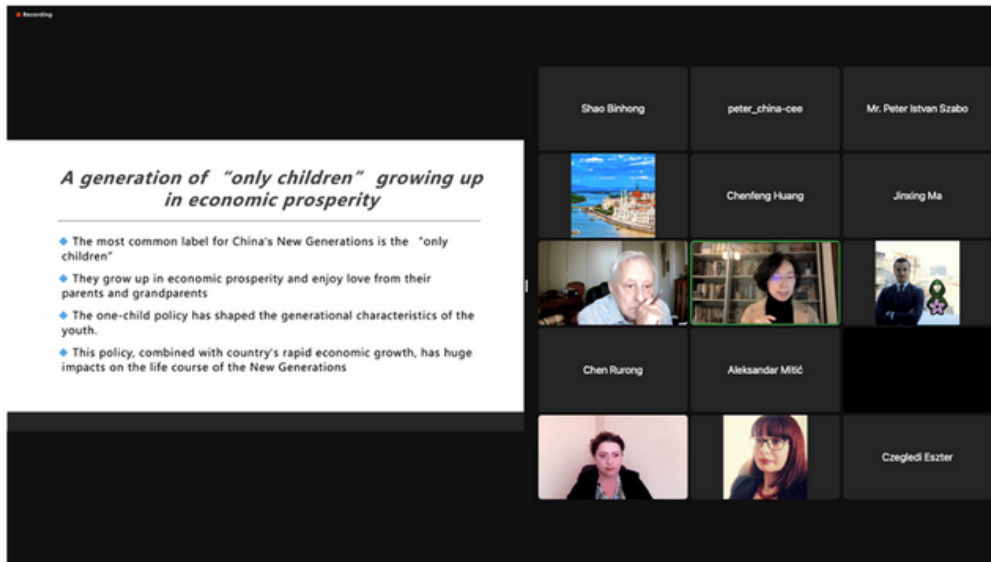 Recording
A generation of “only children” growing up
in economic prosperity
The most common label for China's New Generations is the “only
children”
They grow up in economic prosperity and enjoy love from their
parents and grandparents
The one-child policy has shaped the generational characteristics of the
youth.
This policy, combined with country's rapid economic growth, has huge
impacts on the life course of the New Generations
Shao Binhong
peter_china-cee
Mr. Peter Istvan Szabo
Chenfeng Huang
Jinxing Ma
Chen Rurong
Aleksandar Mitić
Czegledi Eszter